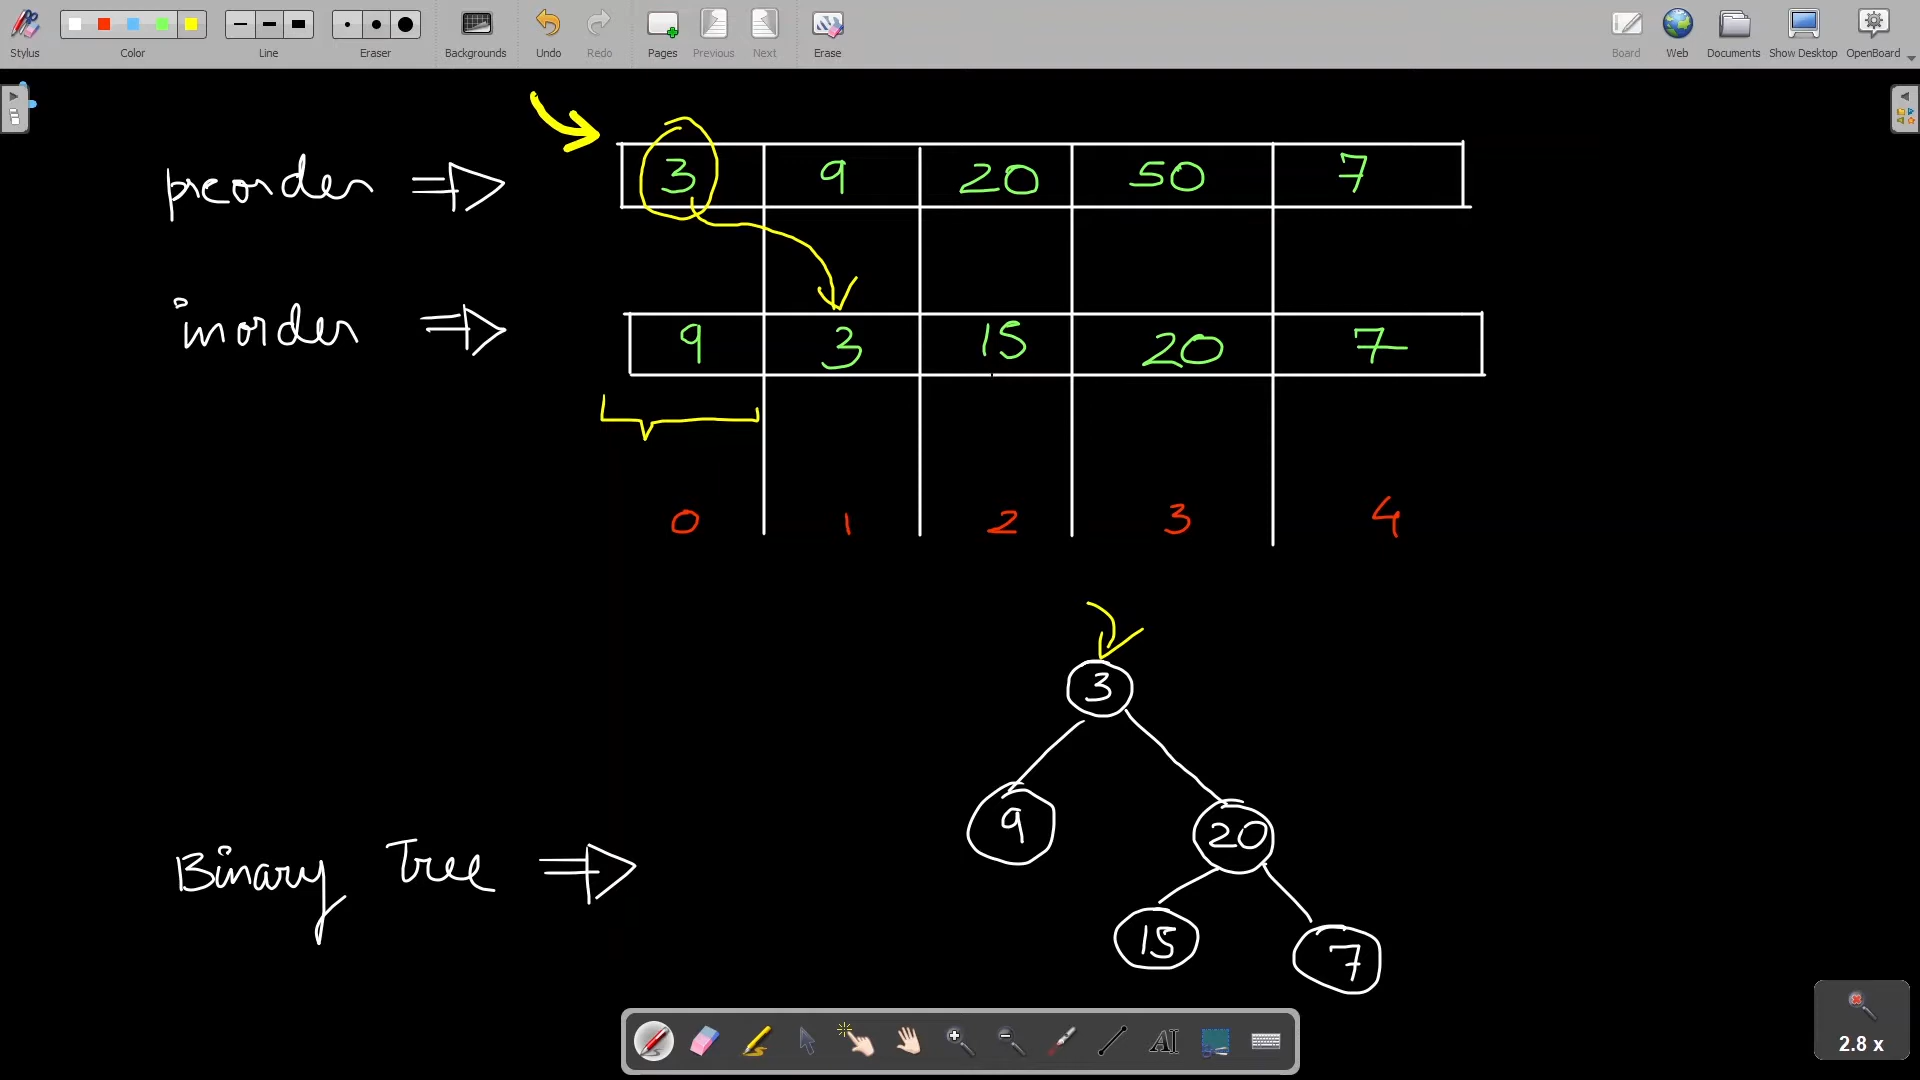 Stylus Color Line Eraser Backgrounds Undo Redo Pages Previous Next Erase Board Web Documents Show Desktop OpenBoard
preorder ⇒ 3 9 20 50 7
inorder ⇒ 9 3 15 20 7
0 1 2 3 4
3
9 20
Binary Tree ⇒
15 7
AI
2.8 x